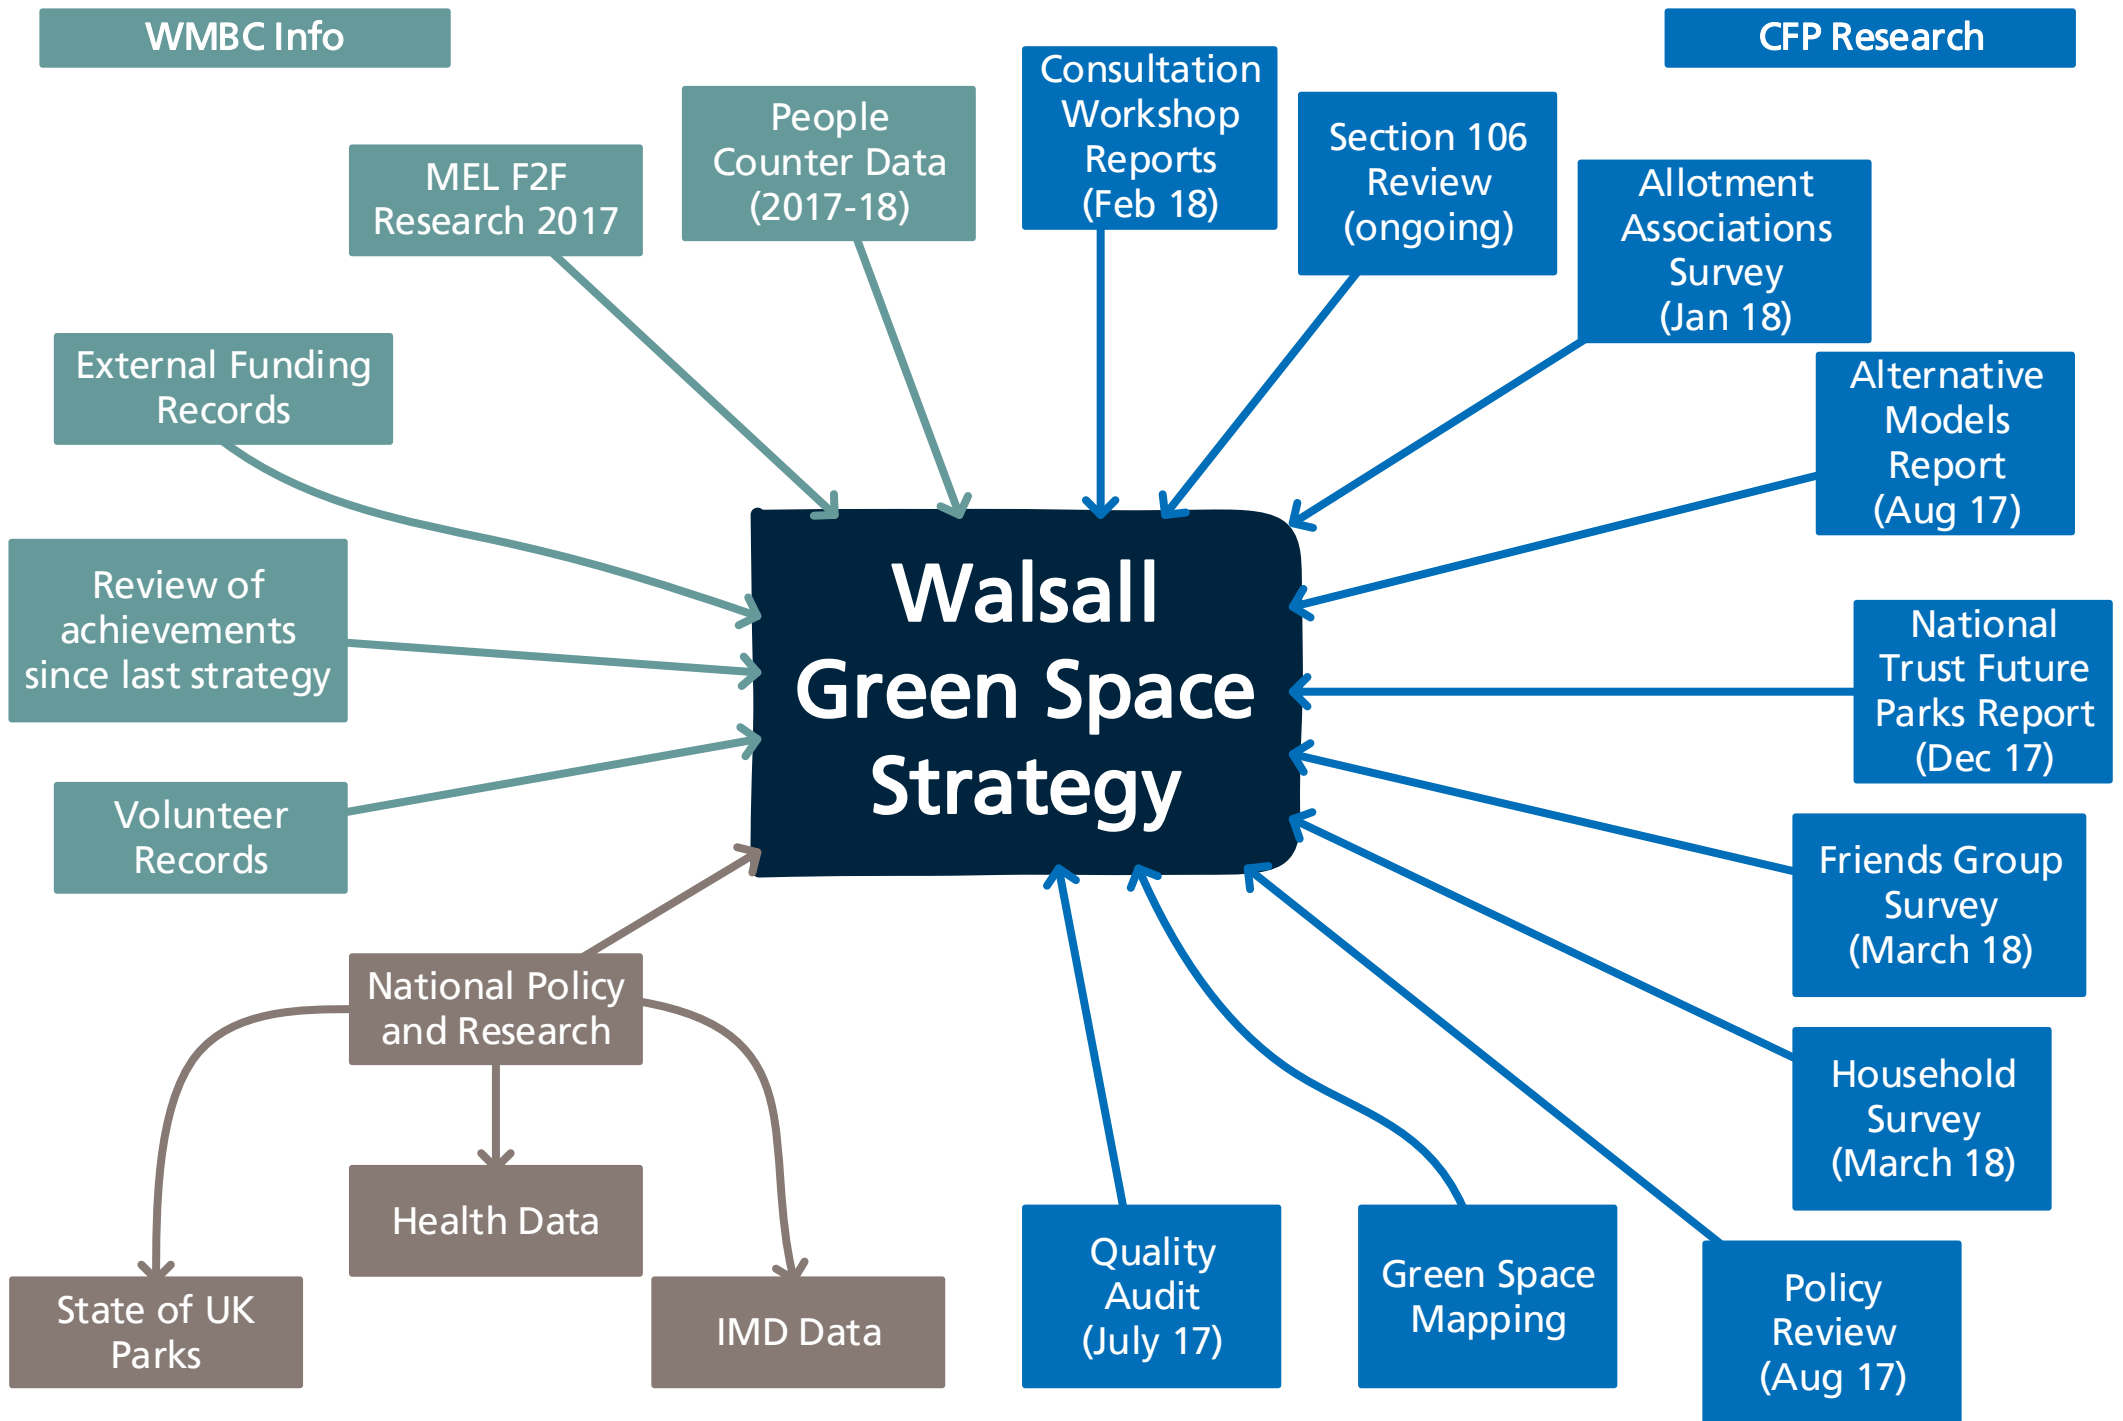 WMBC Info
CFP Research
Consultation
Workshop
Reports
(Feb 18)
People
Counter Data
(2017-18)
Section 106
Review
(ongoing)
MEL F2F
Research 2017
Allotment
Associations
Survey
(Jan 18)
External Funding
Records
Alternative
Models
Report
(Aug 17)
Review of
achievements
since last strategy
Walsall
Green Space
Strategy
National
Trust Future
Parks Report
(Dec 17)
Volunteer
Records
Friends Group
Survey
(March 18)
National Policy
and Research
Household
Survey
(March 18)
Health Data
State of UK
Parks
IMD Data
Quality
Audit
(July 17)
Green Space
Mapping
Policy
Review
(Aug 17)